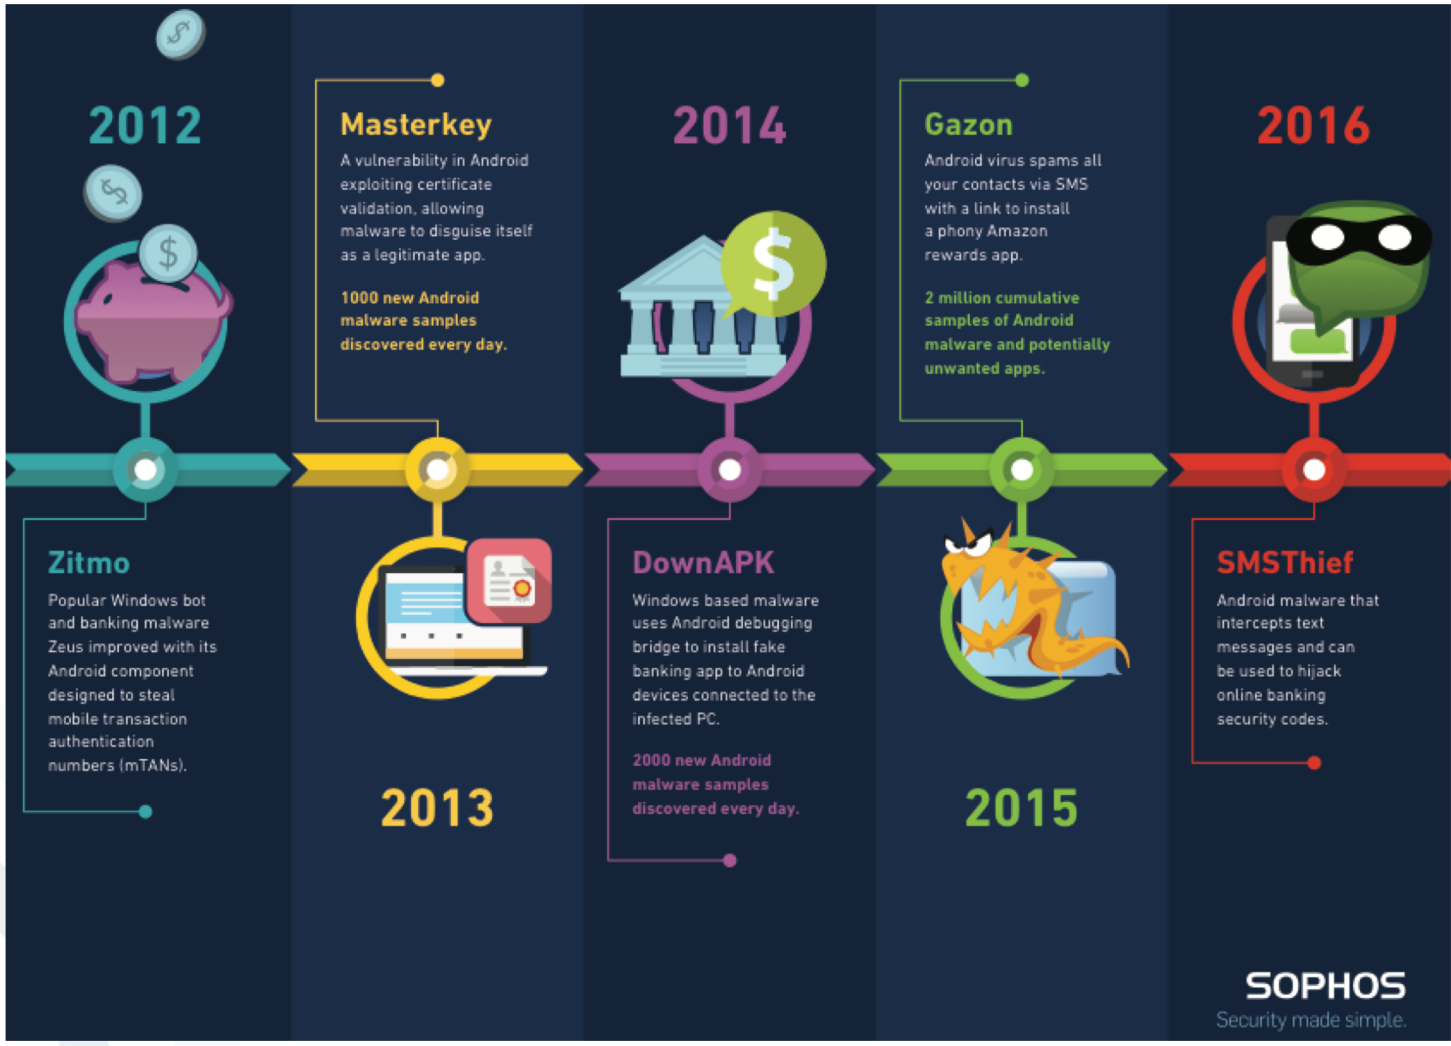 2012
Zitmo
Popular Windows bot
and banking malware
Zeus improved with its
Android component
designed to steal
mobile transaction
authentication
numbers (mTANs).
Masterkey
A vulnerability in Android
exploiting certificate
validation, allowing
malware to disguise itself
as a legitimate app.
1000 new Android
malware samples
discovered every day.
2013
2014
$
$
DownAPK
Windows based malware
uses Android debugging
bridge to install fake
banking app to Android
devices connected to the
infected PC.
2000 new Android
malware samples
discovered every day.
Gazon
Android virus spams all
your contacts via SMS
with a link to install
a phony Amazon
rewards app.
2 million cumulative
samples of Android
malware and potentially
unwanted apps.
2015
2016
SMSThief
Android malware that
intercepts text
messages and can
be used to hijack
online banking
security codes.
SOPHOS
Security made simple.